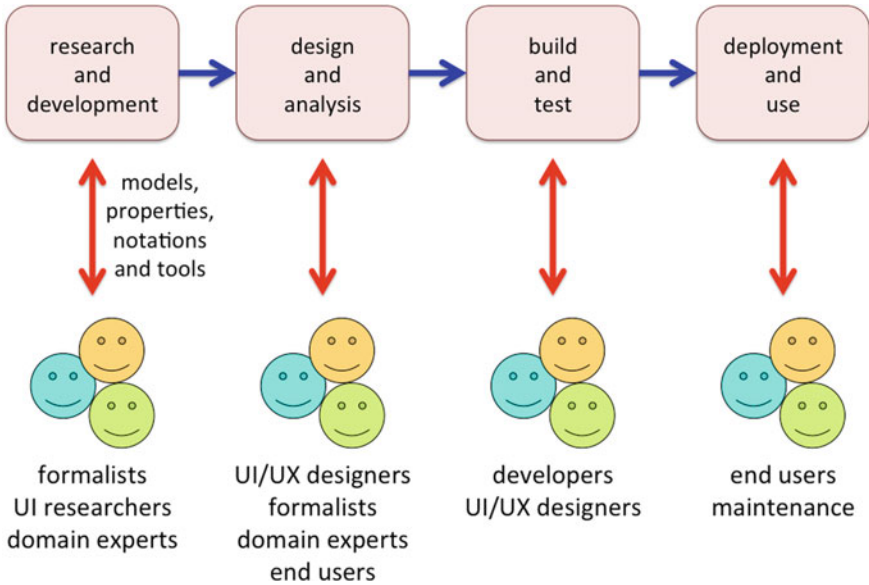 research
and
development
design
and
analysis
build
and
test
deployment
and
use
models,
properties,
notations
and tools
formalists
UI researchers
domain experts
UI/UX designers
formalists
domain experts
end users
developers
UI/UX designers
end users
maintenance